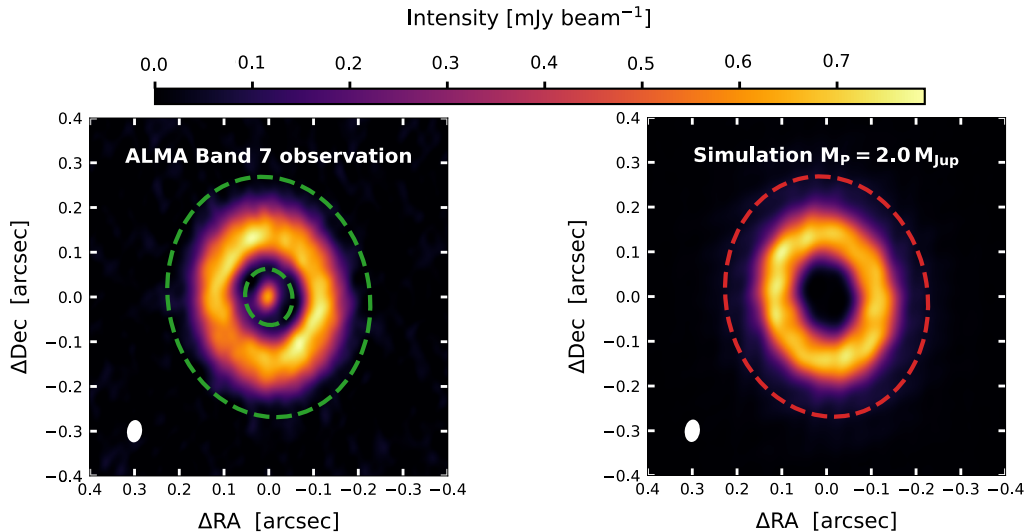 Intensity [mJy beam⁻¹]
0.0 0.1 0.2 0.3 0.4 0.5 0.6 0.7
ALMA Band 7 observation
Simulation M_P = 2.0 M_Jup
0.4
0.3
0.2
0.1
0.0
−0.1
−0.2
−0.3
−0.4
ΔDec [arcsec]
0.4 0.3 0.2 0.1 0.0 −0.1 −0.2 −0.3 −0.4
ΔRA [arcsec]
0.4
0.3
0.2
0.1
0.0
−0.1
−0.2
−0.3
−0.4
ΔDec [arcsec]
0.4 0.3 0.2 0.1 0.0 −0.1 −0.2 −0.3 −0.4
ΔRA [arcsec]